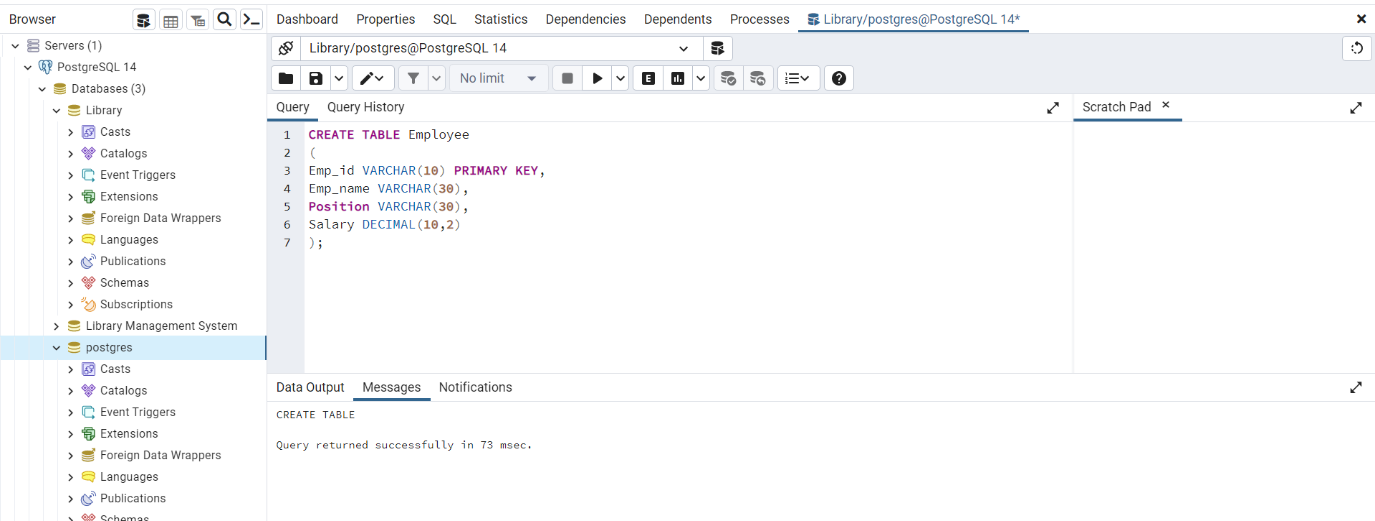 Browser
Dashboard Properties SQL Statistics Dependencies Dependents Processes Library/postgres@PostgreSQL 14*
Servers (1)
PostgreSQL 14
Databases (3)
Library
Casts
Catalogs
Event Triggers
Extensions
Foreign Data Wrappers
Languages
Publications
Schemas
Subscriptions
Library Management System
postgres
Casts
Catalogs
Event Triggers
Extensions
Foreign Data Wrappers
Languages
Publications
Schemas
Library/postgres@PostgreSQL 14
No limit E
Query Query History Scratch Pad
1 CREATE TABLE Employee
2 (
3 Emp_id VARCHAR(10) PRIMARY KEY,
4 Emp_name VARCHAR(30),
5 Position VARCHAR(30),
6 Salary DECIMAL(10,2)
7 );
Data Output Messages Notifications
CREATE TABLE
Query returned successfully in 73 msec.